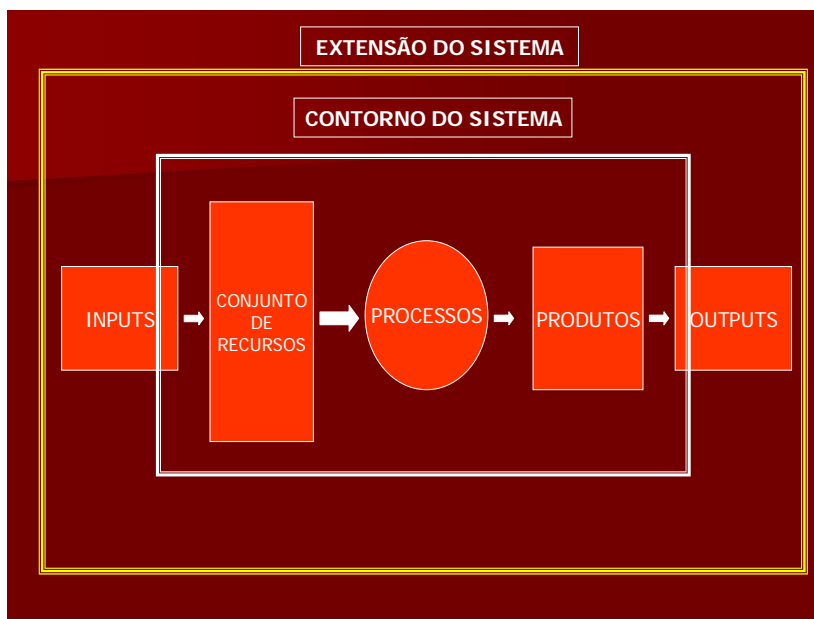 EXTENSÃO DO SISTEMA
CONTORNO DO SISTEMA
INPUTS
CONJUNTO
DE
RECURSOS
PROCESSOS
PRODUTOS
OUTPUTS